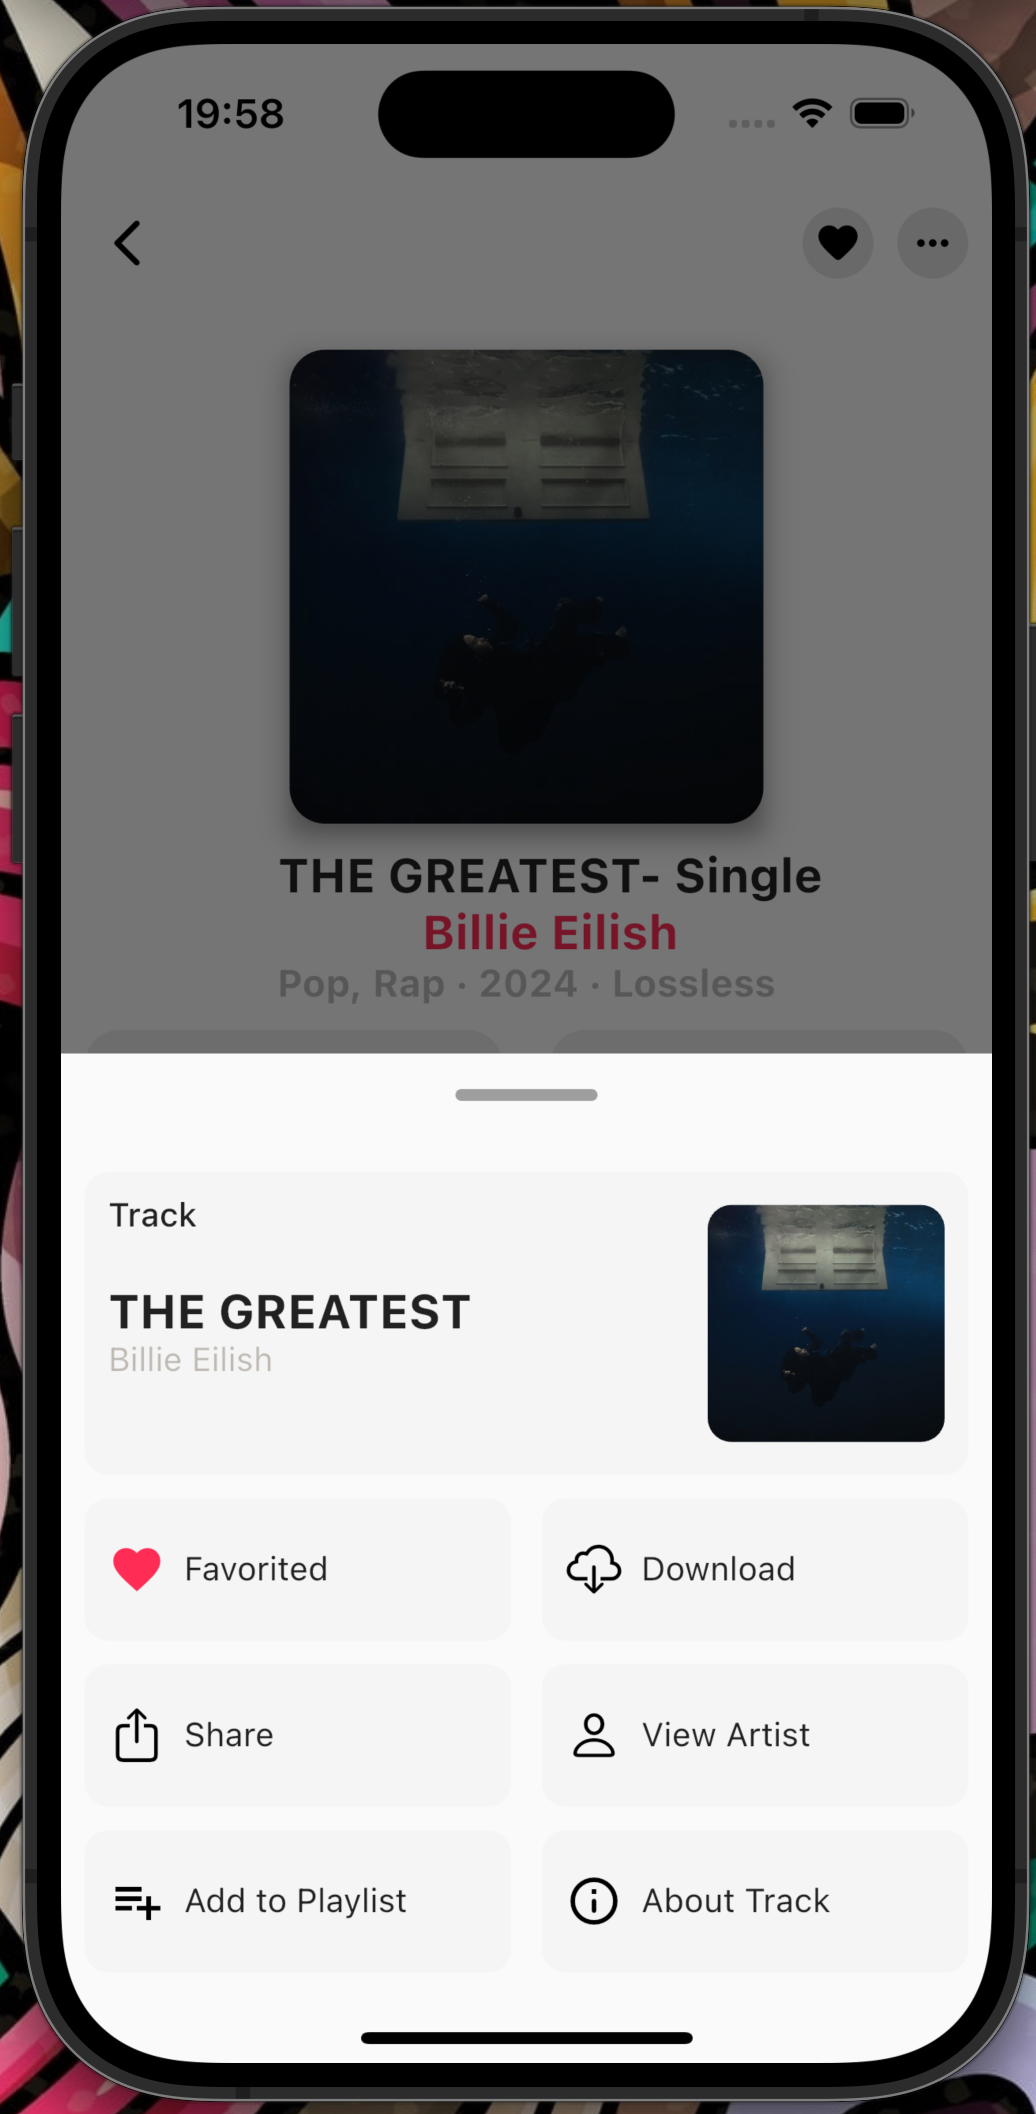 19:58
THE GREATEST- Single
Billie Eilish
Pop, Rap · 2024 · Lossless
Track
THE GREATEST
Billie Eilish
Favorited
Download
Share
View Artist
Add to Playlist
About Track